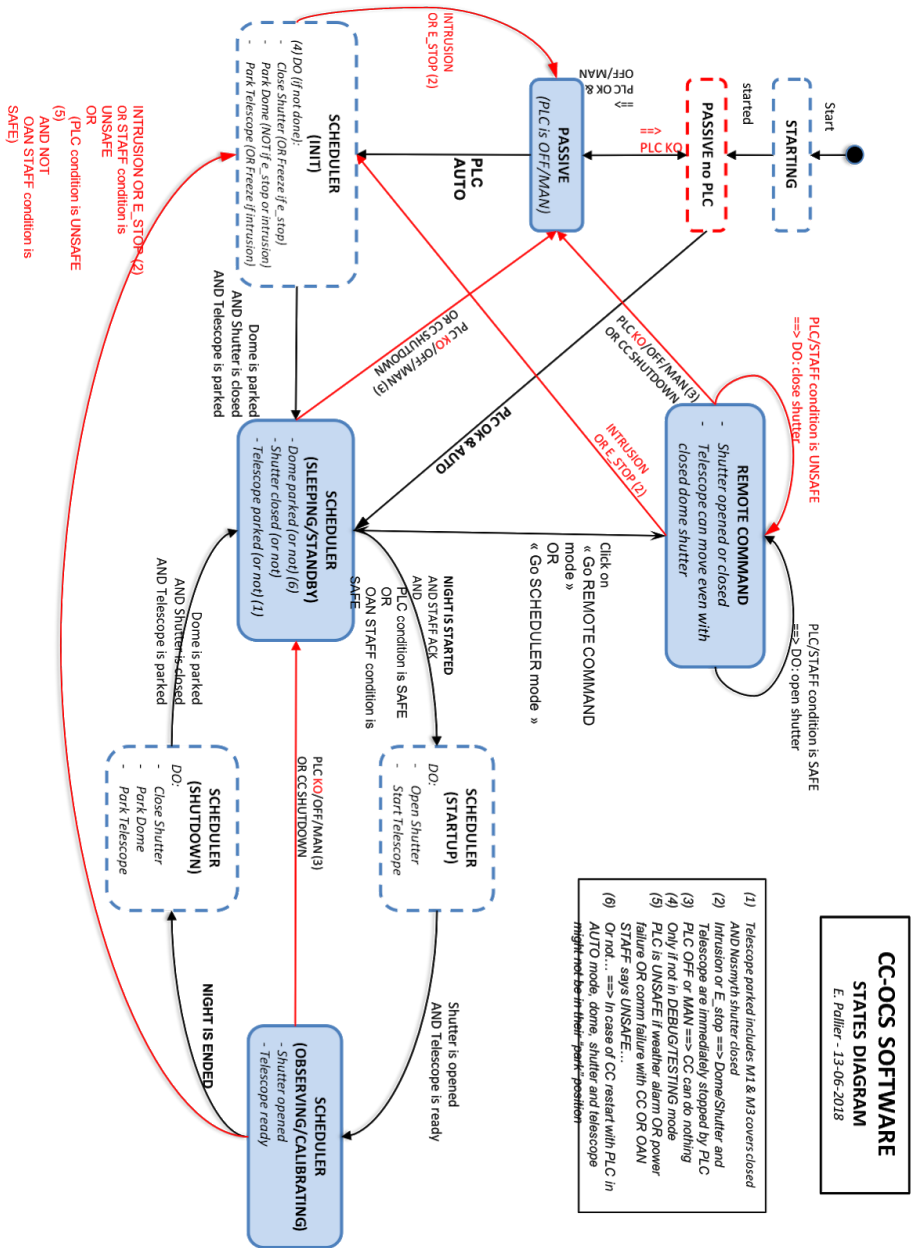 CC-OCS SOFTWARE
STATES DIAGRAM
E. Pallier - 13-06-2018
Start
STARTING
started
PASSIVE no PLC
PLC OK &
OFF/MAN
==>
==>
PLC KO
PASSIVE
(PLC is OFF/MAN)
INTRUSION
OR E_STOP (2)
PLC
AUTO
SCHEDULER
(INIT)
(4) DO (if not done):
- Close Shutter (OR Freeze if e_stop)
- Park Dome (NOT if e_stop or intrusion)
- Park Telescope (OR Freeze if intrusion)
INTRUSION OR E_STOP (2)
OR STAFF condition is
UNSAFE
OR
(PLC condition is UNSAFE
(5)
AND NOT
OAN STAFF condition is
SAFE)
PLC/STAFF condition is UNSAFE
==> DO: close shutter
REMOTE COMMAND
- Shutter opened or closed
- Telescope can move even with
closed dome shutter
PLC/STAFF condition is SAFE
==> DO: open shutter
PLC KO/OFF/MAN(3)
OR CC SHUTDOWN
INTRUSION
OR E_STOP (2)
PLC OK & AUTO
PLC KO/OFF/MAN(3)
OR CC SHUTDOWN
Dome is parked
AND Shutter is closed
AND Telescope is parked
SCHEDULER
(SLEEPING/STANDBY)
- Dome parked (or not) (6)
- Shutter closed (or not)
- Telescope parked (or not) (1)
Click on
« Go REMOTE COMMAND
mode »
OR
« Go SCHEDULER mode »
NIGHT IS STARTED
AND STAFF ACK
AND
PLC condition is SAFE
OR
OAN STAFF condition is
SAFE
SCHEDULER
(STARTUP)
DO:
- Open Shutter
- Start Telescope
PLC KO/OFF/MAN(3)
OR CC SHUTDOWN
Dome is parked
AND Shutter is closed
AND Telescope is parked
SCHEDULER
(SHUTDOWN)
DO:
- Close Shutter
- Park Dome
- Park Telescope
Shutter is opened
AND Telescope is ready
NIGHT IS ENDED
SCHEDULER
(OBSERVING/CALIBRATING)
- Shutter opened
- Telescope ready
(1) Telescope parked includes M1 & M3 covers closed
AND Nasmyth shutter closed
(2) Intrusion or E_stop ==> Dome/Shutter and
Telescope are immediately stopped by PLC
(3) PLC OFF or MAN ==> CC can do nothing
(4) Only if not in DEBUG/TESTING mode
(5) PLC is UNSAFE if weather alarm OR power
failure OR comm failure with CC OR OAN
STAFF says UNSAFE...
(6) Or not... ==> In case of CC restart with PLC in
AUTO mode, dome, shutter and telescope
might not be in their "park" position